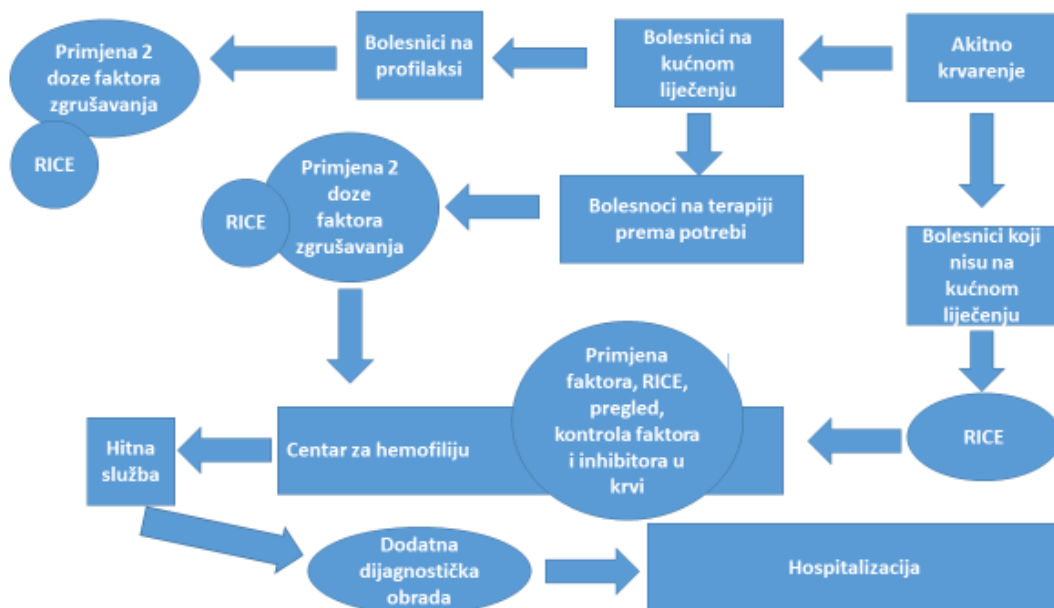 Primjena 2
doze faktora
zgrušavanja
RICE
Bolesnici na
profilaksi
Bolesnici na
kućnom
liječenju
Akitno
krvarenje
RICE
Primjena 2
doze
faktora
zgrušavanja
Bolesnoci na terapiji
prema potrebi
Bolesnici koji
nisu na
kućnom
liječenju
Hitna
služba
Centar za hemofiliju
Primjena
faktora, RICE,
pregled,
kontrola faktora
i inhibitora u
krvi
RICE
Dodatna
dijagnostička
obrada
Hospitalizacija